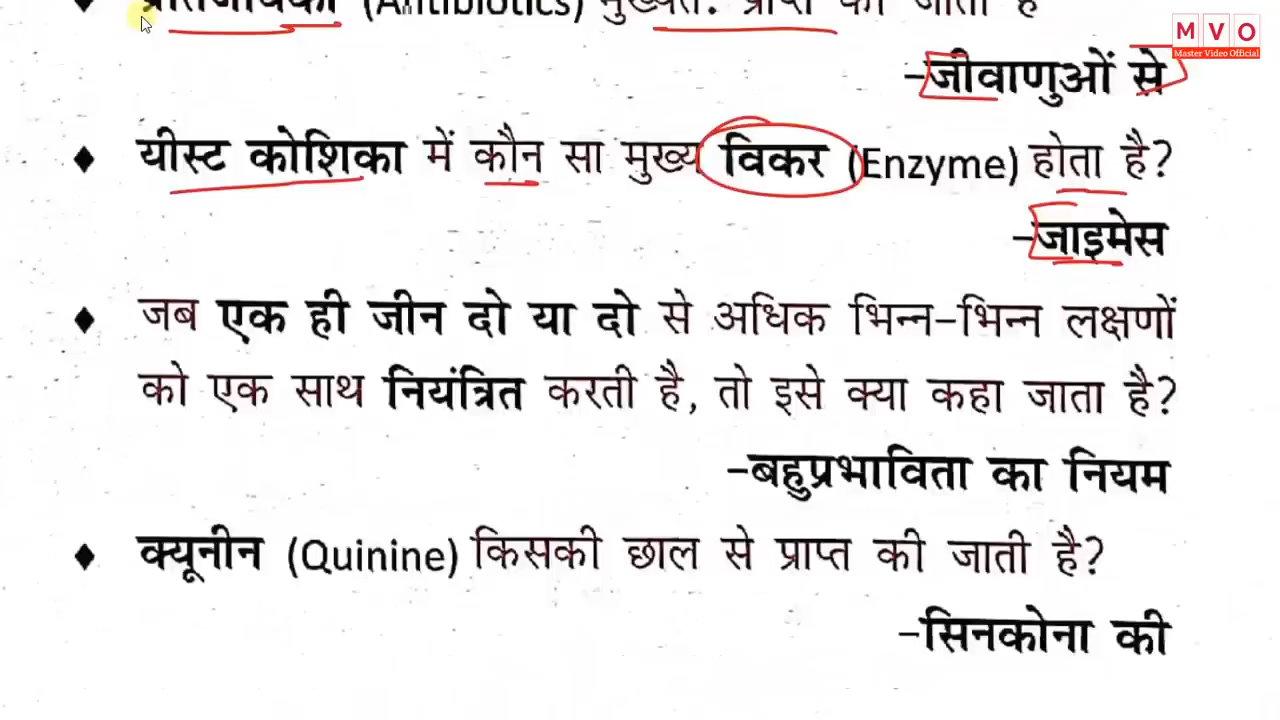 (Antibiotics)
M V O
Master Video Official
-जीवाणुओं से
♦ यीस्ट कोशिका में कौन सा मुख्य विकर (Enzyme) होता है?
-जाइमेस
♦ जब एक ही जीन दो या दो से अधिक भिन्न-भिन्न लक्षणों
को एक साथ नियंत्रित करती है, तो इसे क्या कहा जाता है?
-बहुप्रभाविता का नियम
♦ क्यूनीन (Quinine) किसकी छाल से प्राप्त की जाती है?
-सिनकोना की